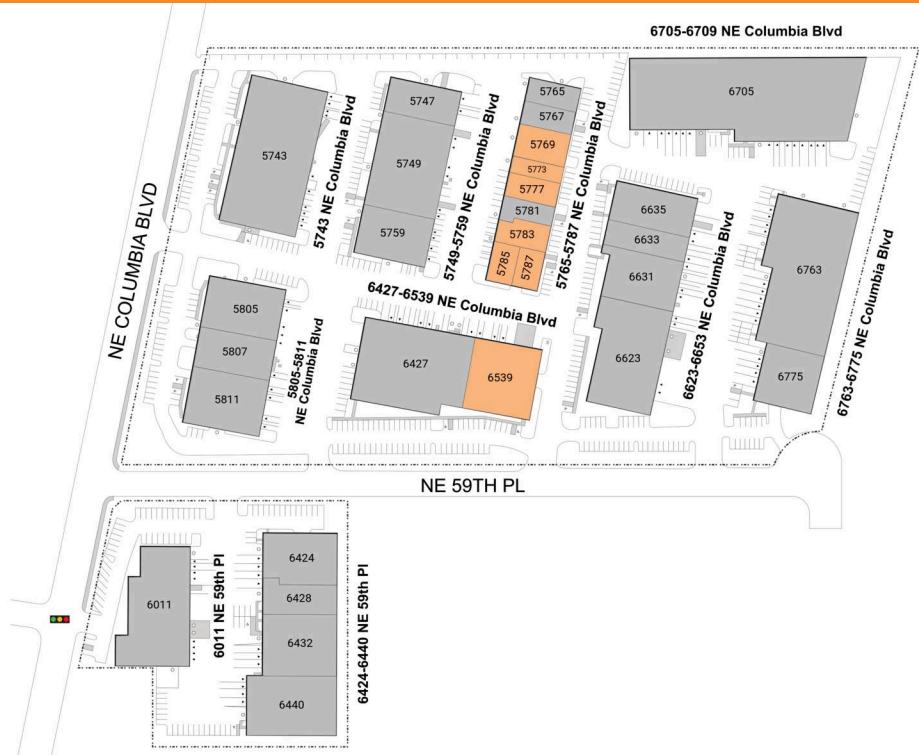 6705-6709 NE Columbia Blvd
6705
5743
5743 NE Columbia Blvd
5747
5749
5759
5749-5759 NE Columbia Blvd
5765
5767
5769
5773
5777
5781
5783
5785
5787
5765-5787 NE Columbia Blvd
6635
6633
6631
6623
6623-6653 NE Columbia Blvd
6763
6775
6763-6775 NE Columbia Blvd
NE COLUMBIA BLVD
5805
5807
5811
5805-5811
NE Columbia Blvd
6427-6539 NE Columbia Blvd
6427
6539
NE 59TH PL
6011
6011 NE 59th Pl
6424
6428
6432
6440
6424-6440 NE 59th Pl